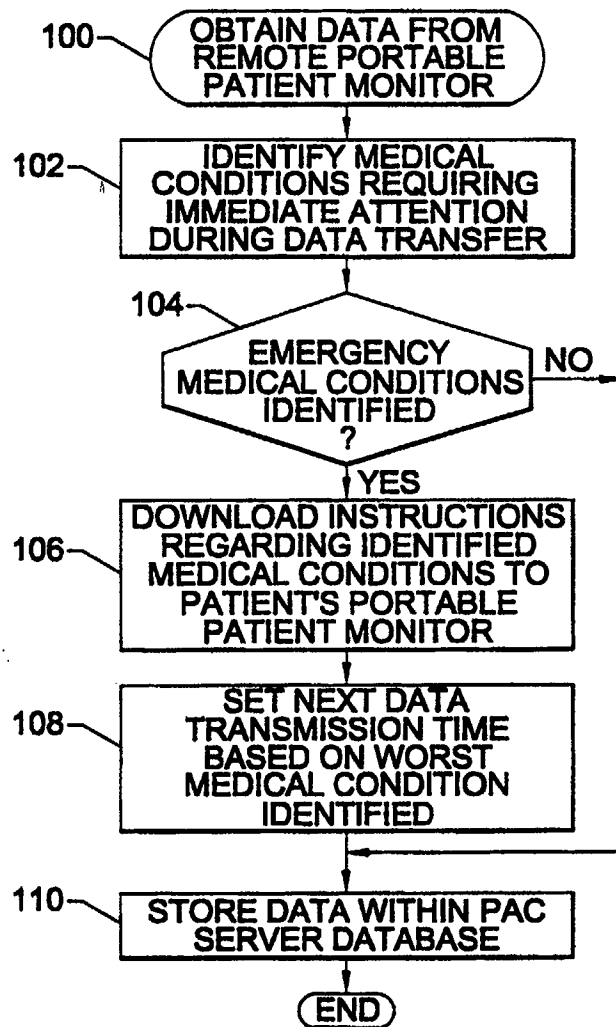 100
OBTAIN DATA FROM
REMOTE PORTABLE
PATIENT MONITOR
102
IDENTIFY MEDICAL
CONDITIONS REQUIRING
IMMEDIATE ATTENTION
DURING DATA TRANSFER
104
EMERGENCY
MEDICAL CONDITIONS
IDENTIFIED
?
NO
YES
106
DOWNLOAD INSTRUCTIONS
REGARDING IDENTIFIED
MEDICAL CONDITIONS TO
PATIENT'S PORTABLE
PATIENT MONITOR
108
SET NEXT DATA
TRANSMISSION TIME
BASED ON WORST
MEDICAL CONDITION
IDENTIFIED
110
STORE DATA WITHIN PAC
SERVER DATABASE
END